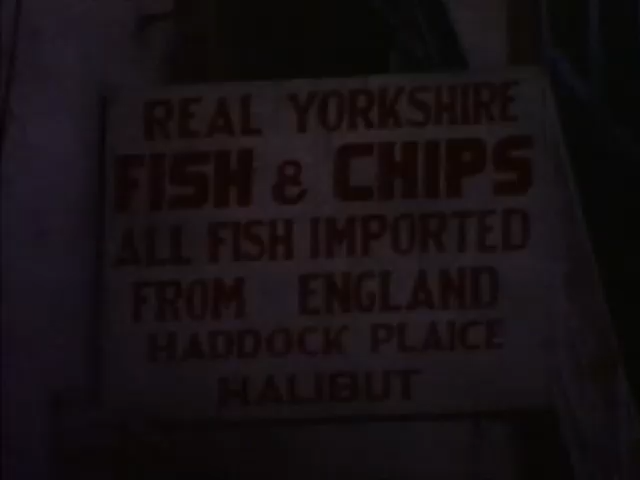 REAL YORKSHIRE
FISH & CHIPS
ALL FISH IMPORTED
FROM ENGLAND
HADDOCK PLAICE
HALIBUT